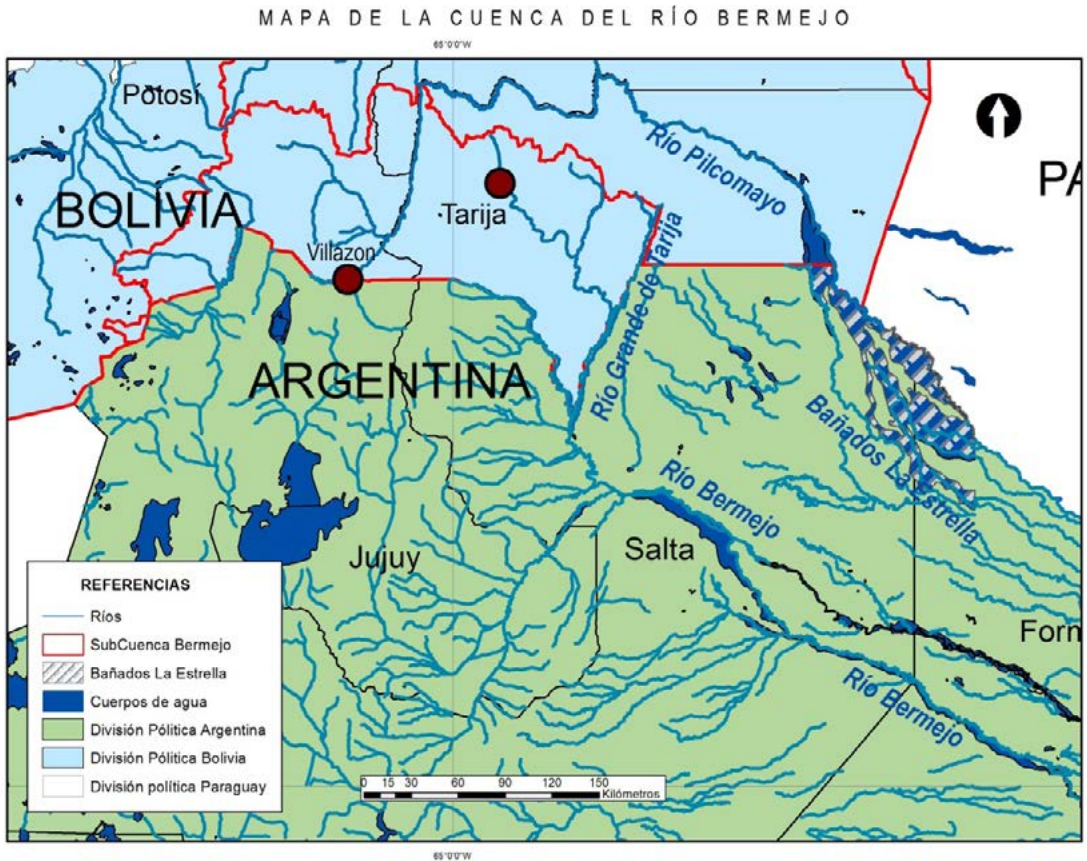 MAPA DE LA CUENCA DEL RÍO BERMEJO
65°0'0"W
Potosí
BOLÍVIA
Tarija
Villazon
Río Pilcomayo
PA
Río Grande de Tarija
ARGENTINA
Bañados La Estrella
Río Bermejo
Jujuy
Salta
Forn
Río Bermejo
REFERENCIAS
Ríos
SubCuenca Bermejo
Bañados La Estrella
Cuerpos de agua
División Pólitica Argentina
División Pólitica Bolivia
División política Paraguay
0 15 30 60 90 120 150
Kilómetros
65°0'0"W